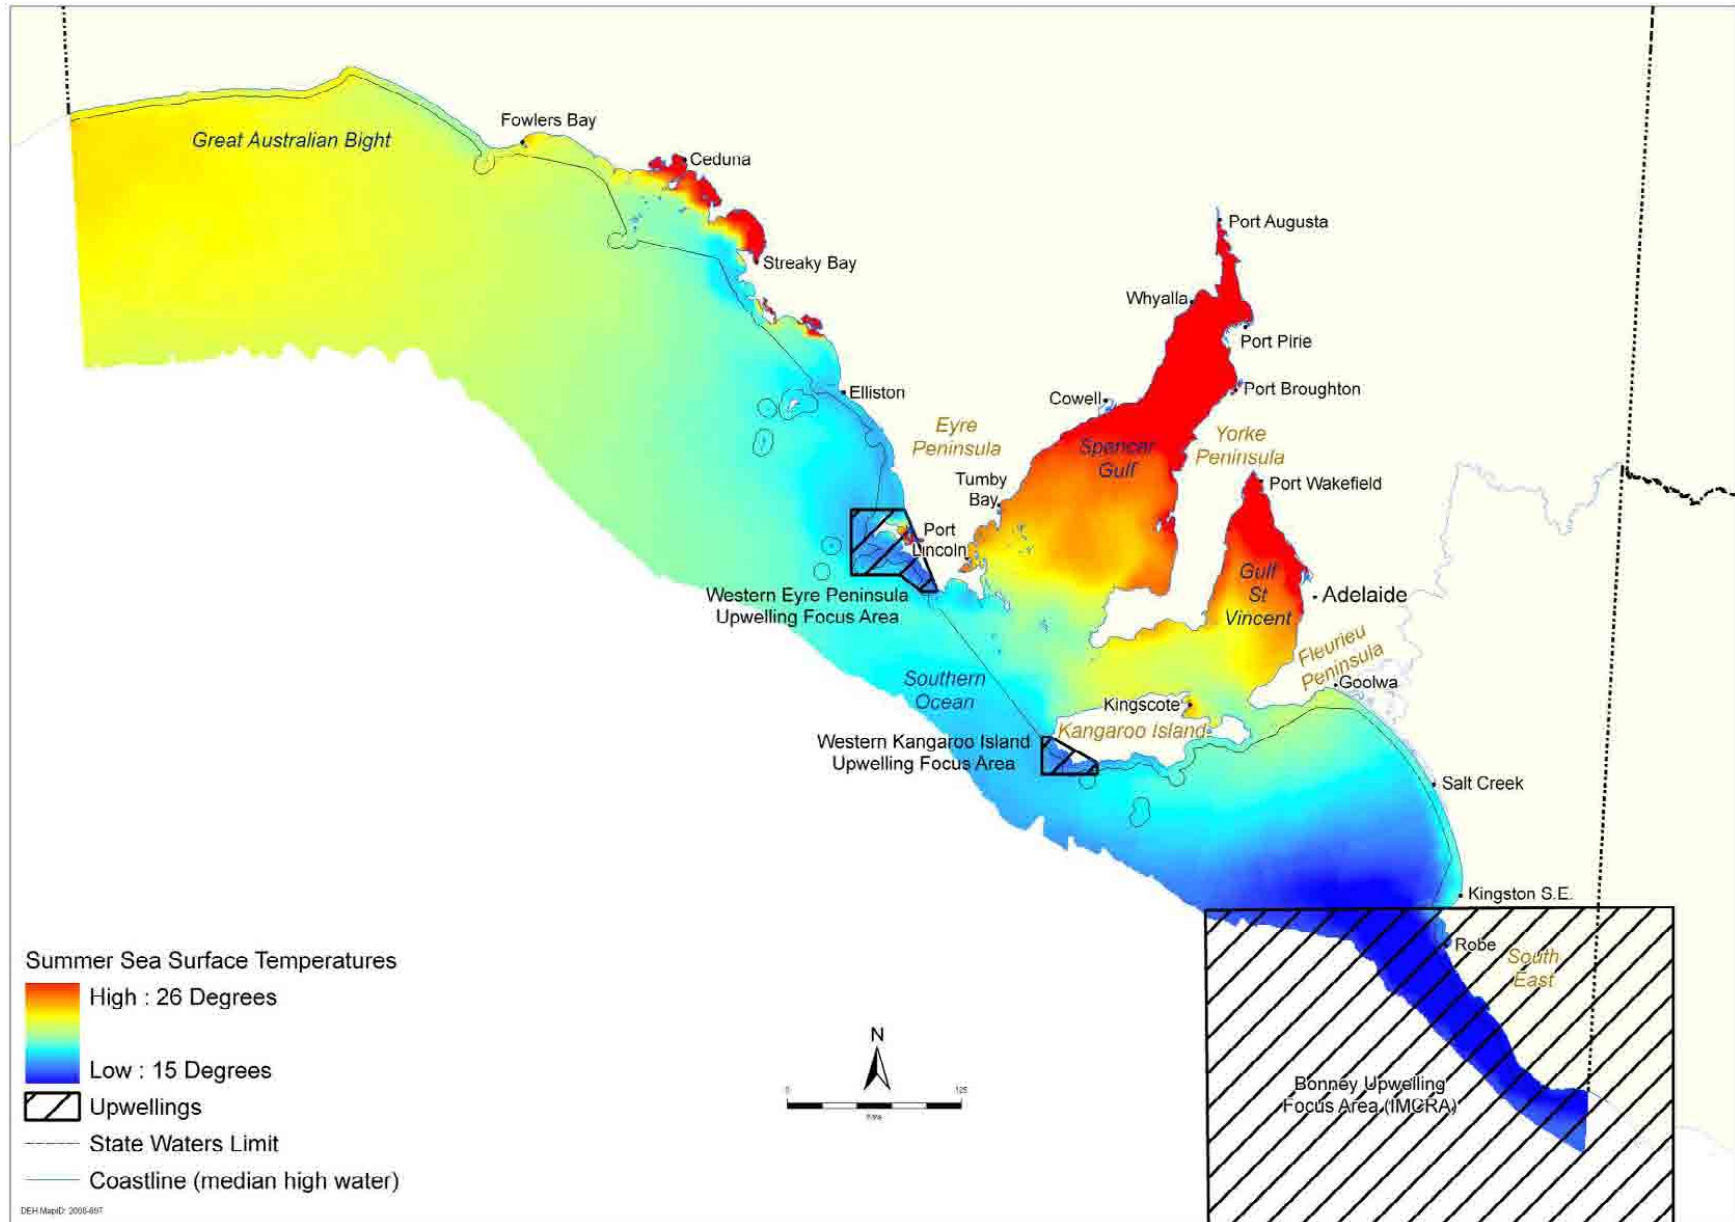 Great Australian Bight
Fowlers Bay
Ceduna
Streaky Bay
Port Augusta
Whyalla
Port Pirie
Port Broughton
Cowell
Elliston
Eyre
Peninsula
Spencer
Gulf
Yorke
Peninsula
Tumby
Bay
Port Wakefield
Port
Lincoln
Gulf
St
Vincent
Adelaide
Western Eyre Peninsula
Upwelling Focus Area
Fleurieu
Peninsula
Goolwa
Southern
Ocean
Kingscote
Kangaroo Island
Western Kangaroo Island
Upwelling Focus Area
Salt Creek
Kingston S.E.
Robe
South
East
Bonney Upwelling
Focus Area (IMCRA)
Summer Sea Surface Temperatures
High : 26 Degrees
Low : 15 Degrees
Upwellings
State Waters Limit
Coastline (median high water)
N
0
125
DEH MapID: